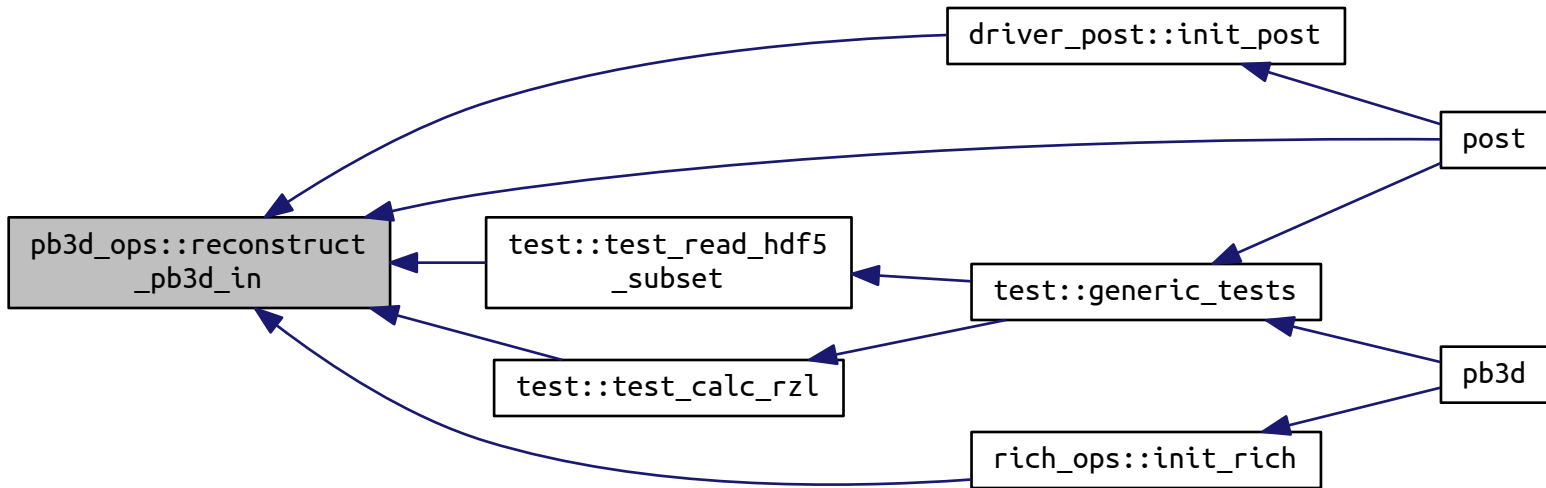 driver_post::init_post
post
pb3d_ops::reconstruct
_pb3d_in
test::test_read_hdf5
_subset
test::generic_tests
test::test_calc_rzl
pb3d
rich_ops::init_rich